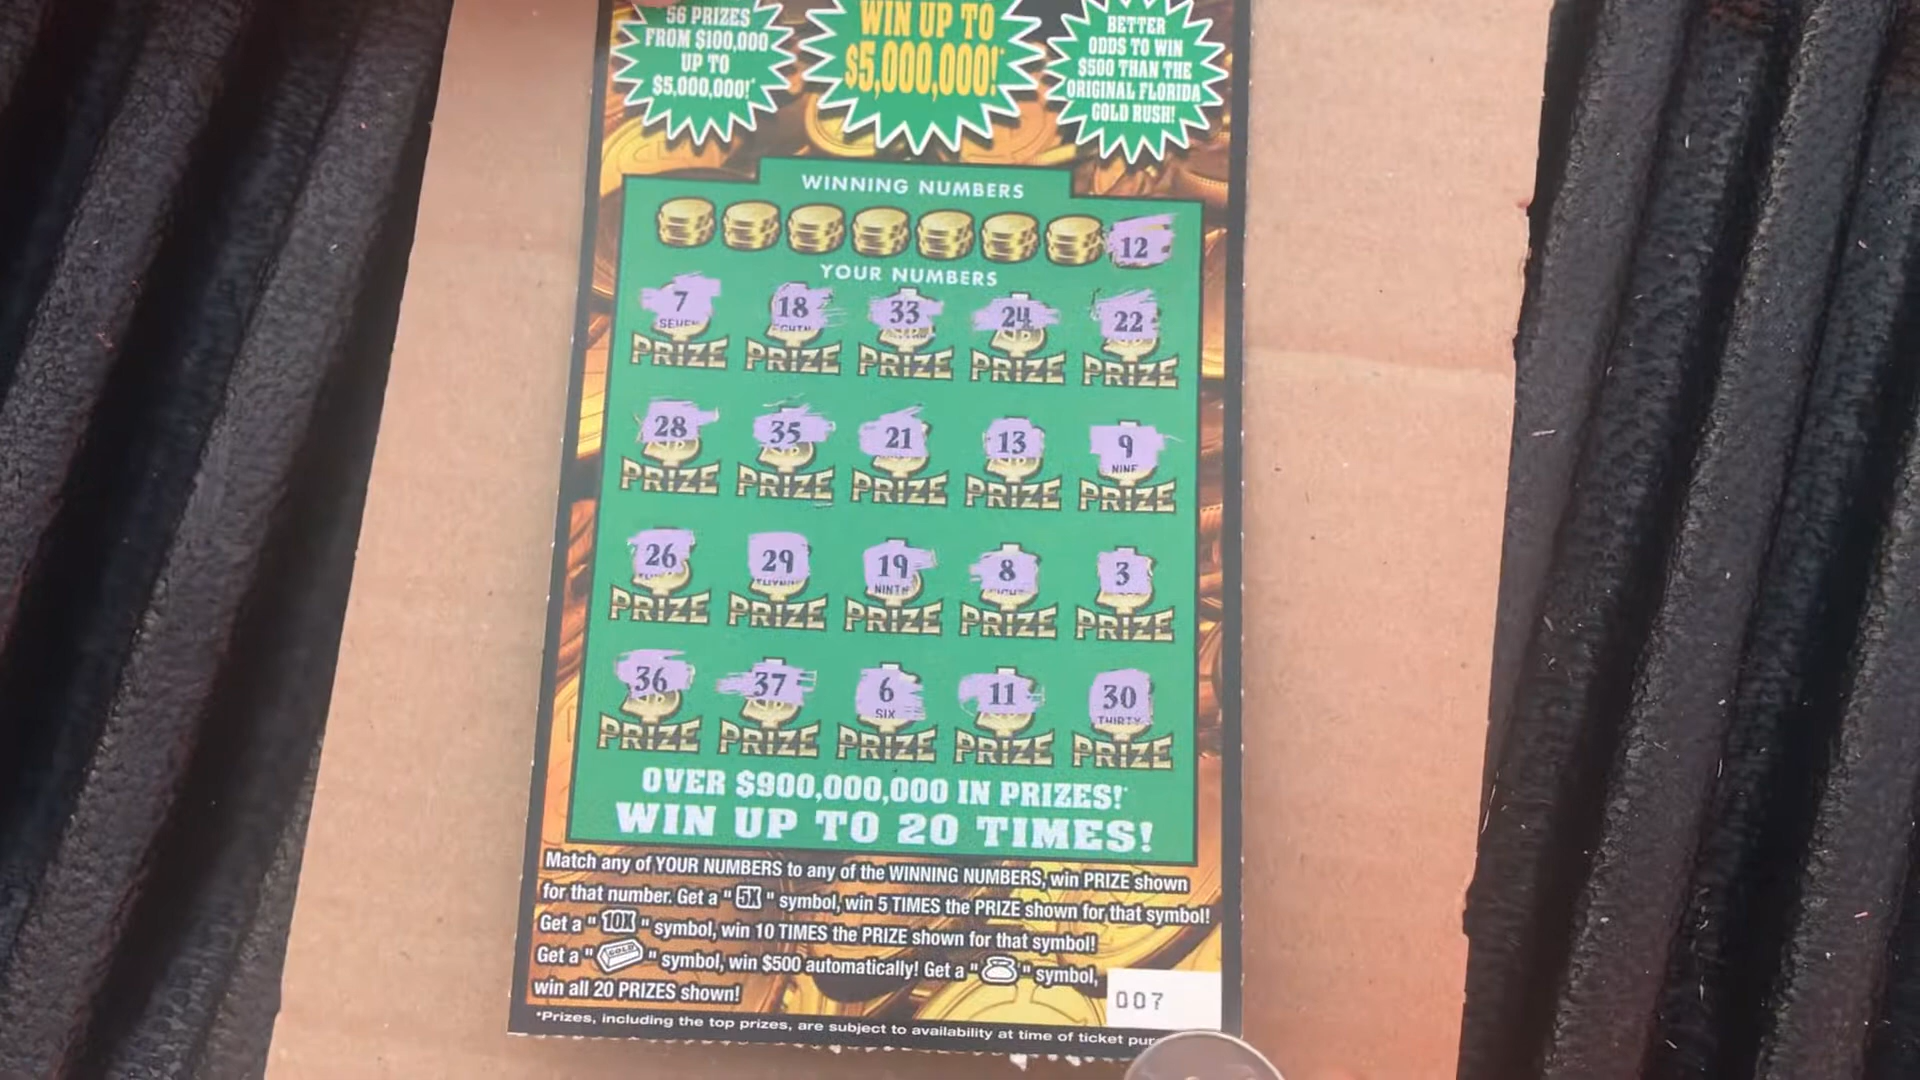 56 PRIZES
FROM $100,000
UP TO
$5,000,000!*
WIN UP TO
$5,000,000!*
BETTER
ODDS TO WIN
$500 THAN THE
ORIGINAL FLORIDA
GOLD RUSH!
WINNING NUMBERS
12
YOUR NUMBERS
7 18 33 24 22
SEVEN
PRIZE PRIZE PRIZE PRIZE PRIZE
28 35 21 13 9
NINE
PRIZE PRIZE PRIZE PRIZE PRIZE
26 29 19 8 3
PRIZE PRIZE PRIZE PRIZE PRIZE
36 37 6 11 30
SIX THIRTY
PRIZE PRIZE PRIZE PRIZE PRIZE
OVER $900,000,000 IN PRIZES!*
WIN UP TO 20 TIMES!
Match any of YOUR NUMBERS to any of the WINNING NUMBERS, win PRIZE shown
for that number. Get a "5X" symbol, win 5 TIMES the PRIZE shown for that symbol!
Get a "10X" symbol, win 10 TIMES the PRIZE shown for that symbol!
Get a "GOLD" symbol, win $500 automatically! Get a " " symbol,
win all 20 PRIZES shown!
007
*Prizes, including the top prizes, are subject to availability at time of ticket